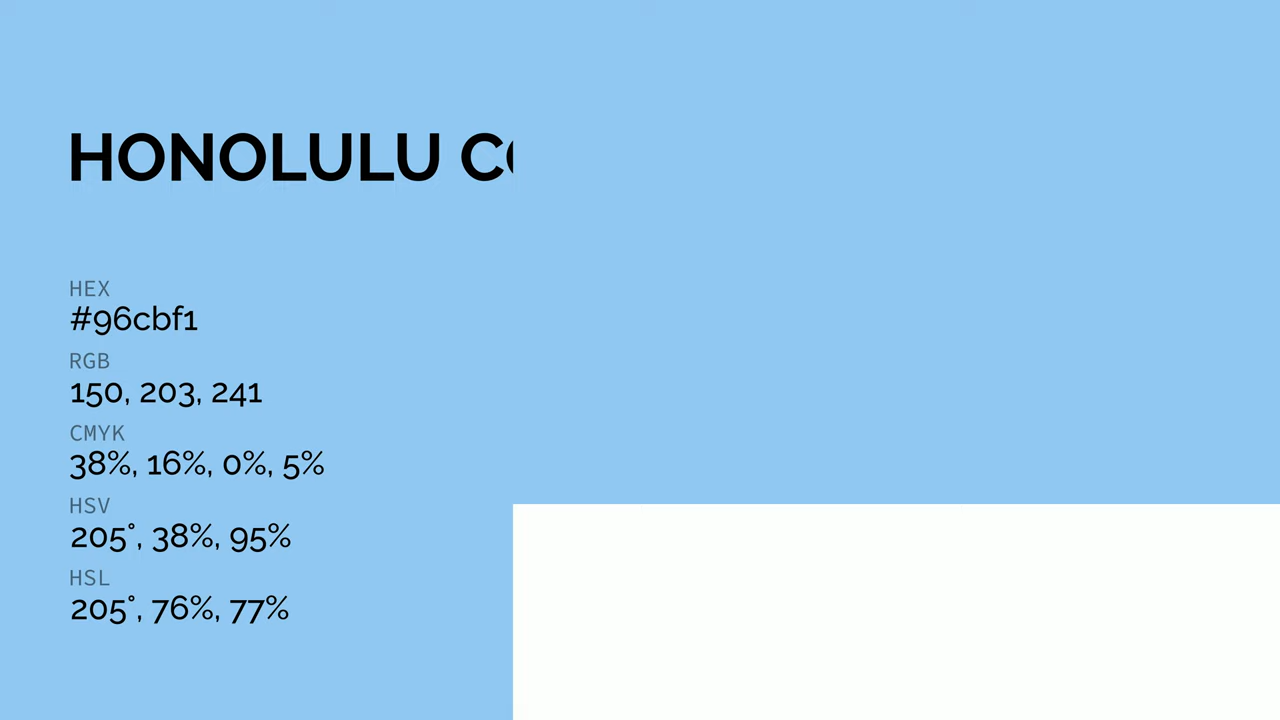 HONOLULU
HEX
#96cbf1
RGB
150, 203, 241
CMYK
38%, 16%, 0%, 5%
HSV
205°, 38%, 95%
HSL
205°, 76%, 77%